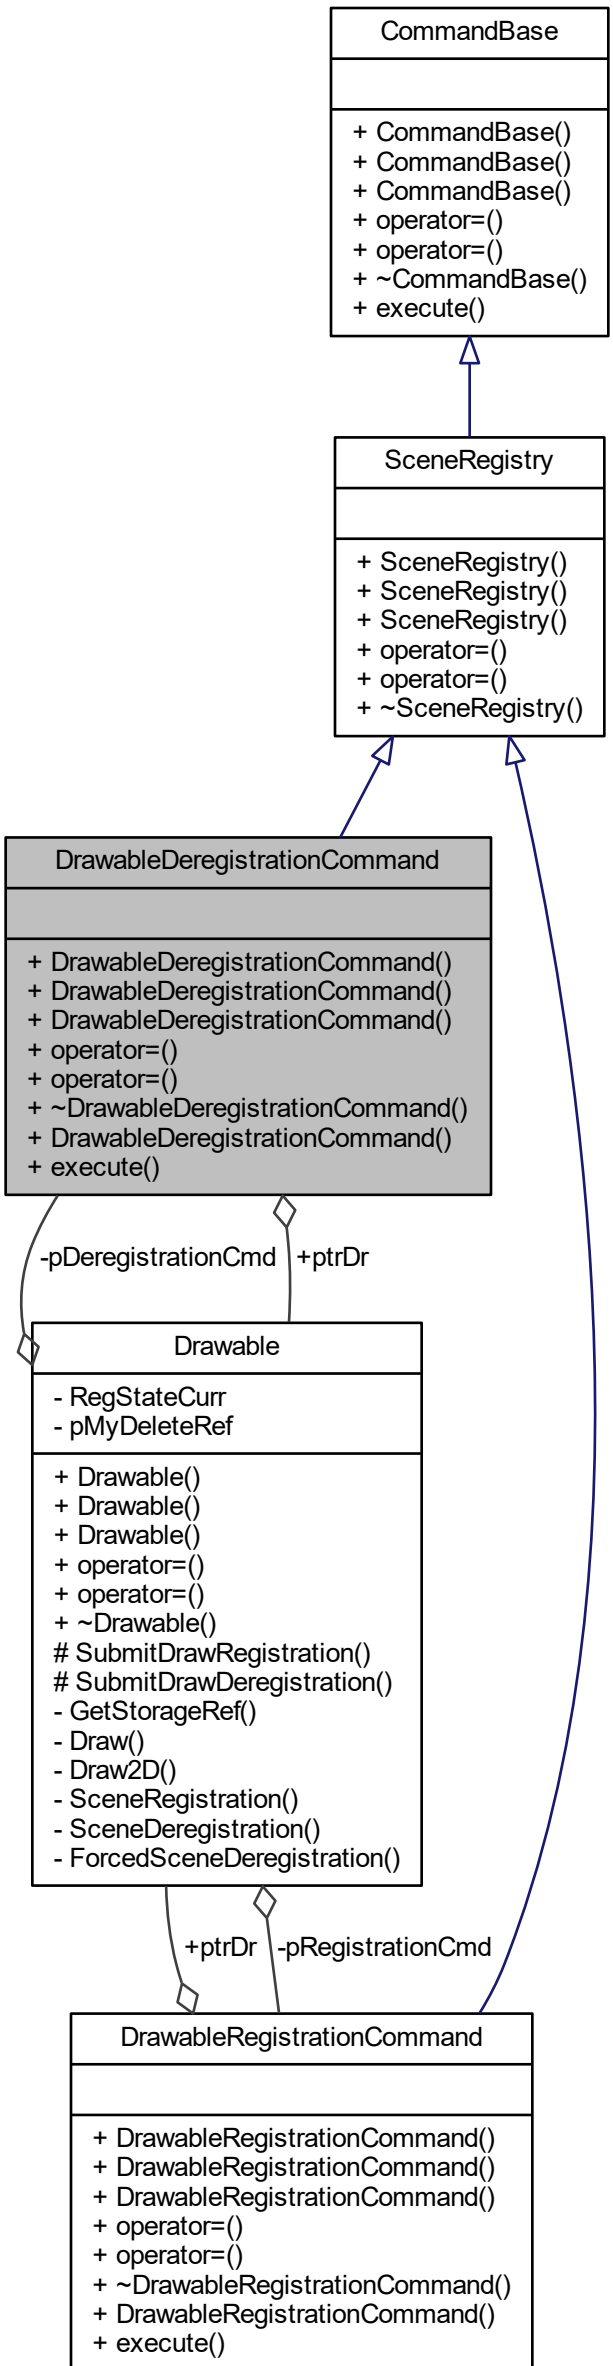 CommandBase
+ CommandBase()
+ CommandBase()
+ CommandBase()
+ operator=()
+ operator=()
+ ~CommandBase()
+ execute()
SceneRegistry
+ SceneRegistry()
+ SceneRegistry()
+ SceneRegistry()
+ operator=()
+ operator=()
+ ~SceneRegistry()
DrawableDeregistrationCommand
+ DrawableDeregistrationCommand()
+ DrawableDeregistrationCommand()
+ DrawableDeregistrationCommand()
+ operator=()
+ operator=()
+ ~DrawableDeregistrationCommand()
+ DrawableDeregistrationCommand()
+ execute()
-pDeregistrationCmd
+ptrDr
Drawable
- RegStateCurr
- pMyDeleteRef
+ Drawable()
+ Drawable()
+ Drawable()
+ operator=()
+ operator=()
+ ~Drawable()
# SubmitDrawRegistration()
# SubmitDrawDeregistration()
- GetStorageRef()
- Draw()
- Draw2D()
- SceneRegistration()
- SceneDeregistration()
- ForcedSceneDeregistration()
+ptrDr
-pRegistrationCmd
DrawableRegistrationCommand
+ DrawableRegistrationCommand()
+ DrawableRegistrationCommand()
+ DrawableRegistrationCommand()
+ operator=()
+ operator=()
+ ~DrawableRegistrationCommand()
+ DrawableRegistrationCommand()
+ execute()